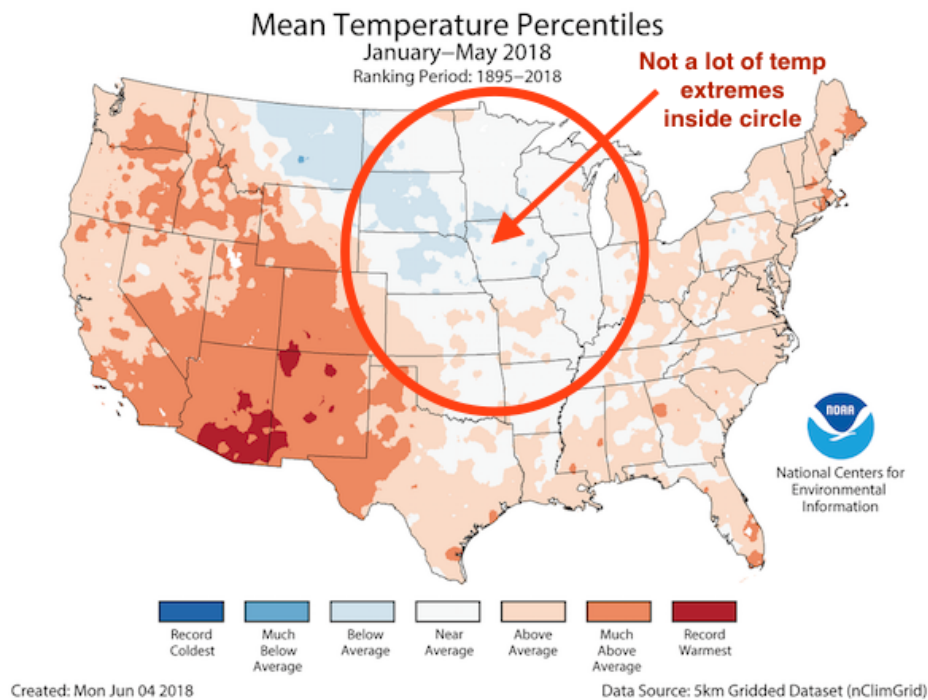 Mean Temperature Percentiles
January–May 2018
Ranking Period: 1895–2018
Not a lot of temp
extremes
inside circle
NOAA
National Centers for
Environmental
Information
Record
Coldest
Much
Below
Average
Below
Average
Near
Average
Above
Average
Much
Above
Average
Record
Warmest
Created: Mon Jun 04 2018
Data Source: 5km Gridded Dataset (nClimGrid)